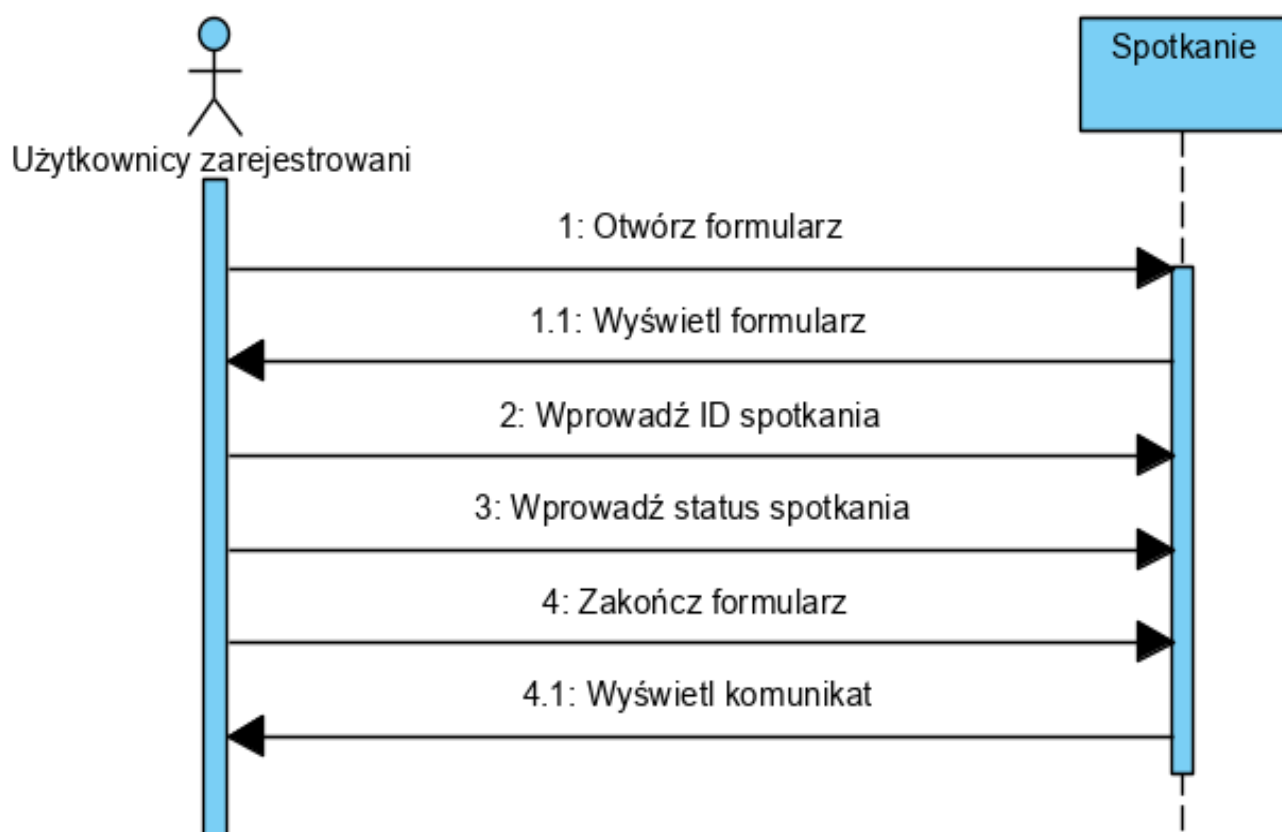 Spotkanie
Użytkownicy zarejestrowani
1: Otwórz formularz
1.1: Wyświetl formularz
2: Wprowadź ID spotkania
3: Wprowadź status spotkania
4: Zakończ formularz
4.1: Wyświetl komunikat